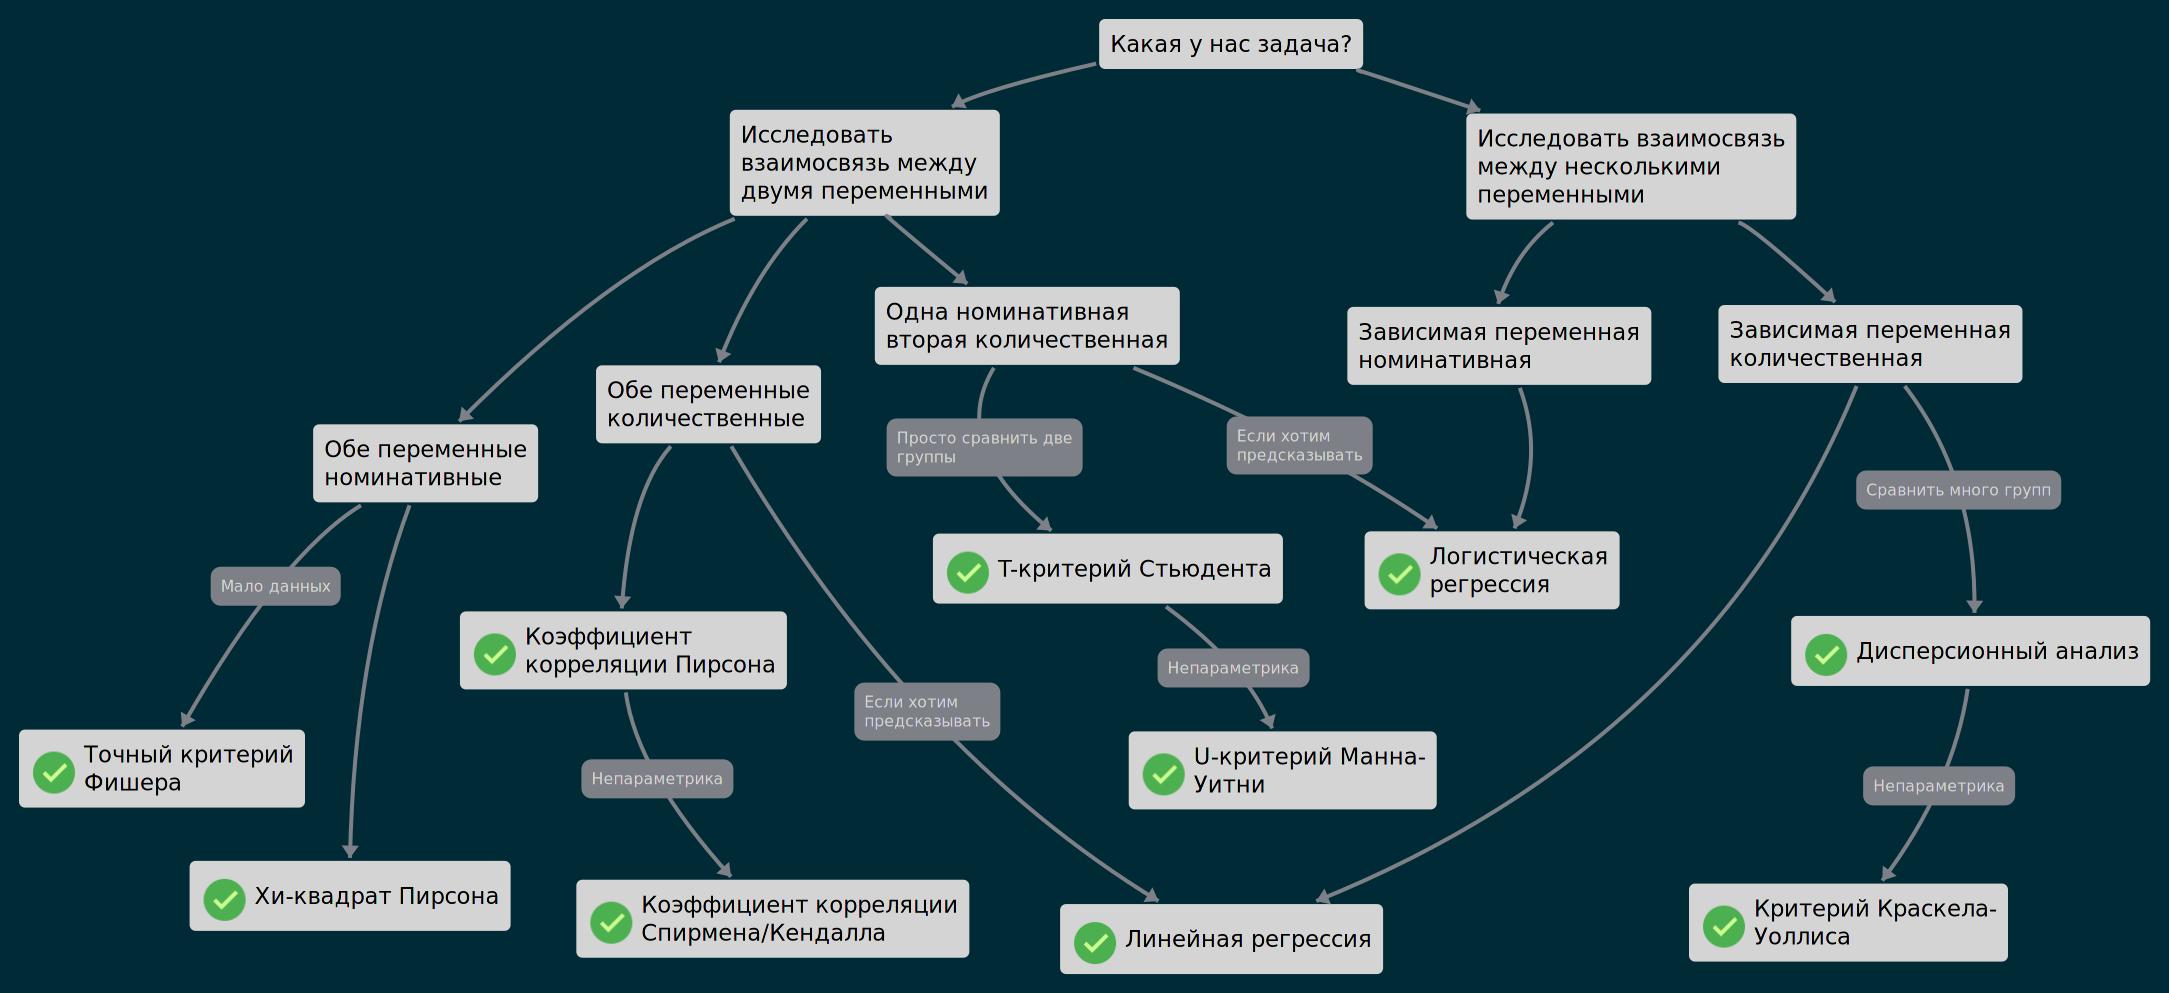 Какая у нас задача?
Исследовать
взаимосвязь между
двумя переменными
Исследовать взаимосвязь
между несколькими
переменными
Одна номинативная
вторая количественная
Зависимая переменная
номинативная
Зависимая переменная
количественная
Обе переменные
количественные
Обе переменные
номинативные
Просто сравнить две
группы
Если хотим
предсказывать
Сравнить много групп
Мало данных
Т-критерий Стьюдента
Логистическая
регрессия
Коэффициент
корреляции Пирсона
Непараметрика
Дисперсионный анализ
Если хотим
предсказывать
Точный критерий
Фишера
U-критерий Манна-
Уитни
Непараметрика
Непараметрика
Хи-квадрат Пирсона
Коэффициент корреляции
Спирмена/Кендалла
Линейная регрессия
Критерий Краскела-
Уоллиса